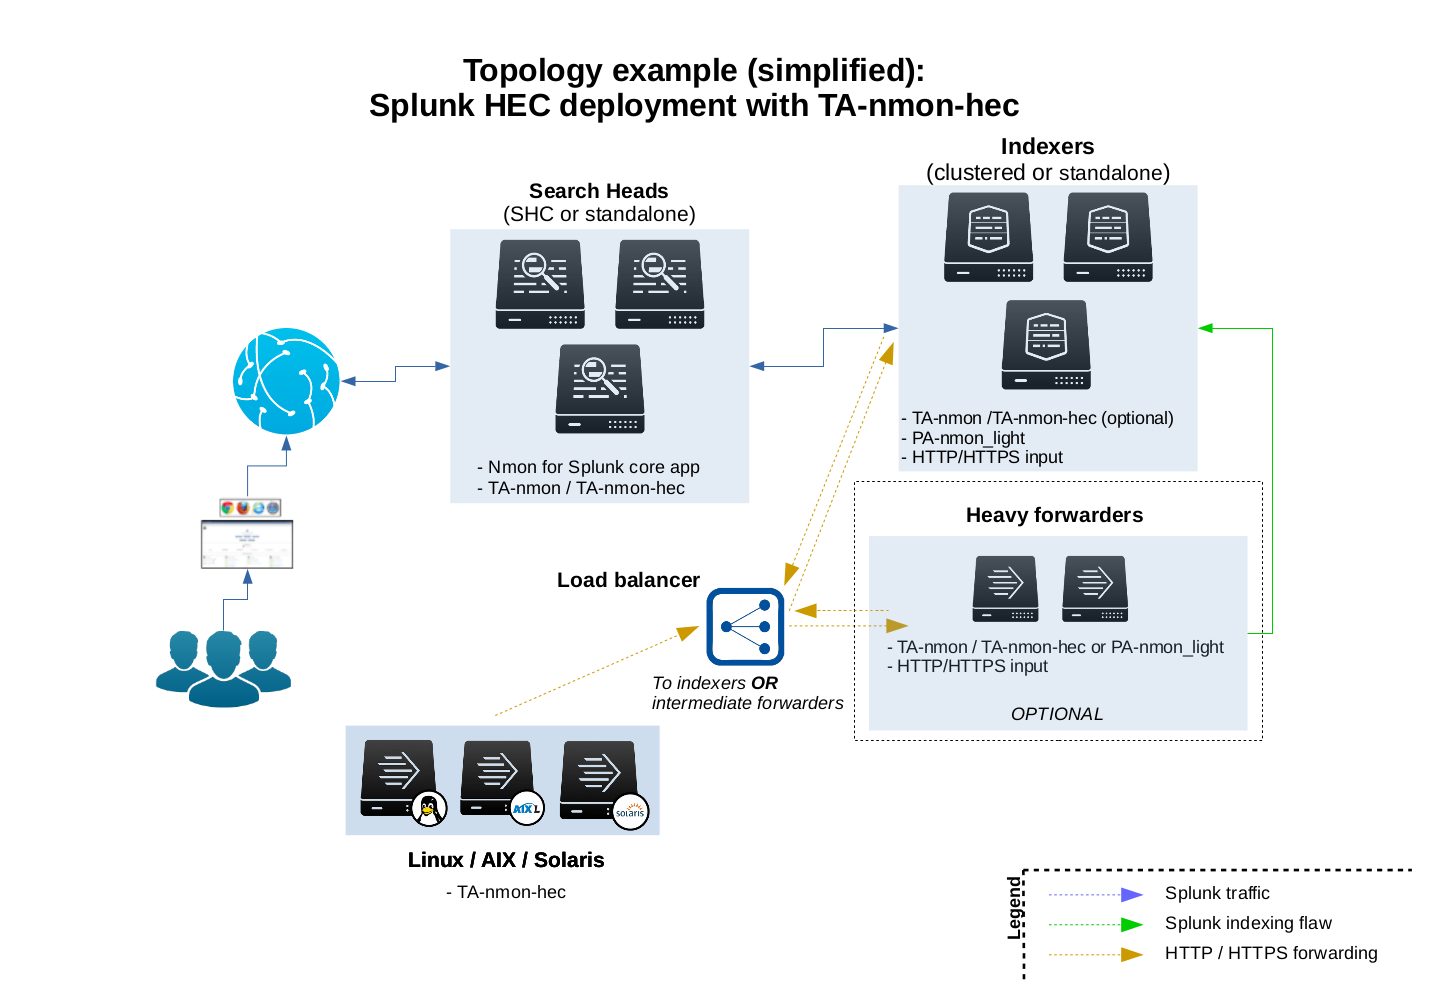 Topology example (simplified):
Splunk HEC deployment with TA-nmon-hec
Indexers
(clustered or standalone)
Search Heads
(SHC or standalone)
- Nmon for Splunk core app
- TA-nmon / TA-nmon-hec
- TA-nmon /TA-nmon-hec (optional)
- PA-nmon_light
- HTTP/HTTPS input
Heavy forwarders
- TA-nmon / TA-nmon-hec or PA-nmon_light
- HTTP/HTTPS input
OPTIONAL
Load balancer
To indexers OR
intermediate forwarders
AIX L
solaris
Linux / AIX / Solaris
- TA-nmon-hec
Legend
Splunk traffic
Splunk indexing flaw
HTTP / HTTPS forwarding